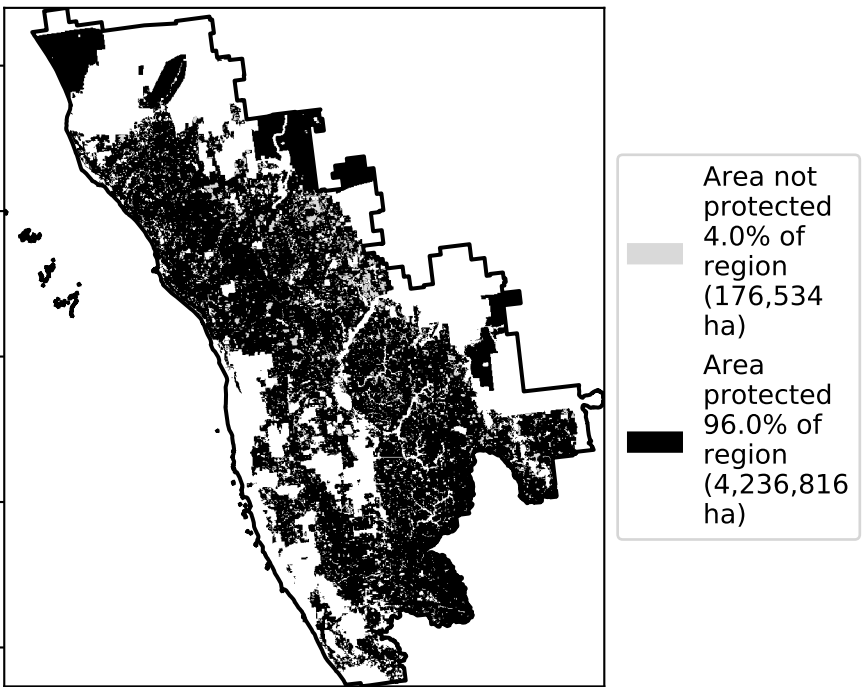 Area not
protected
4.0% of
region
(176,534
ha)
Area
protected
96.0% of
region
(4,236,816
ha)